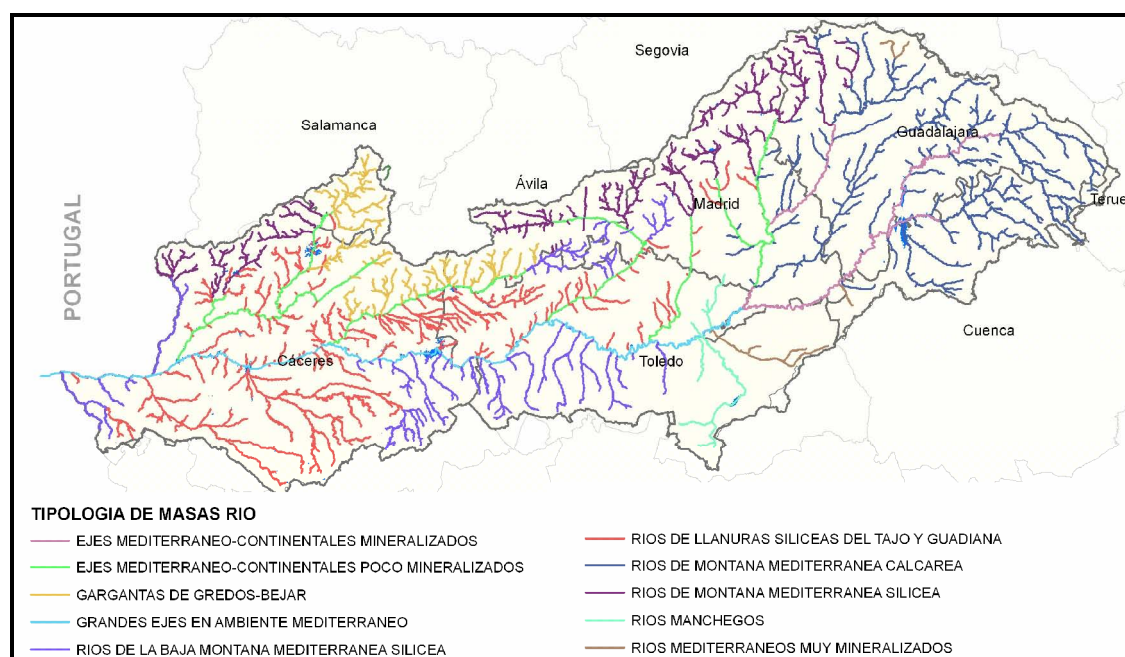 Segovia
Salamanca
Guadalajara
Ávila
Madrid
Terue
PORTUGAL
Cuenca
Cáceres
Toledo
TIPOLOGIA DE MASAS RIO
EJES MEDITERRANEO-CONTINENTALES MINERALIZADOS
EJES MEDITERRANEO-CONTINENTALES POCO MINERALIZADOS
GARGANTAS DE GREDOS-BEJAR
GRANDES EJES EN AMBIENTE MEDITERRANEO
RIOS DE LA BAJA MONTANA MEDITERRANEA SILICEA
RIOS DE LLANURAS SILICEAS DEL TAJO Y GUADIANA
RIOS DE MONTANA MEDITERRANEA CALCAREA
RIOS DE MONTANA MEDITERRANEA SILICEA
RIOS MANCHEGOS
RIOS MEDITERRANEOS MUY MINERALIZADOS